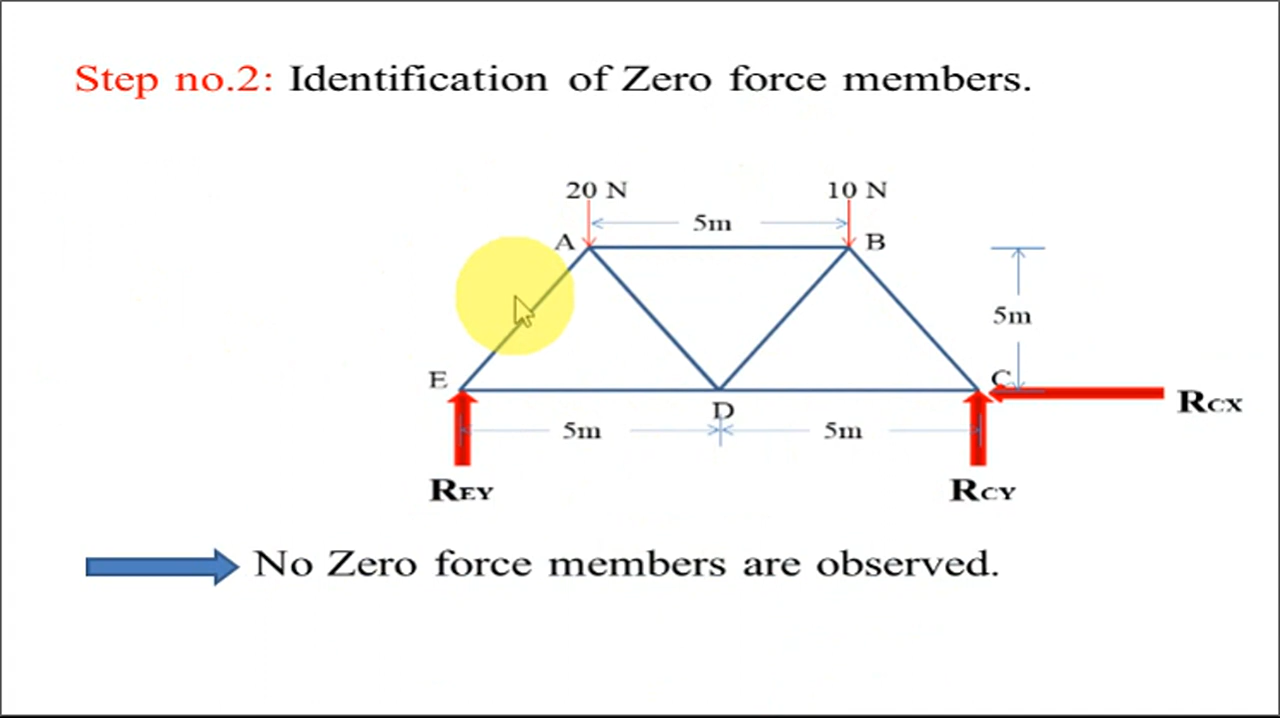 Step no.2: Identification of Zero force members.
20 N 10 N
5m
A B
5m
E C
RCX
D
5m 5m
REY RCY
No Zero force members are observed.